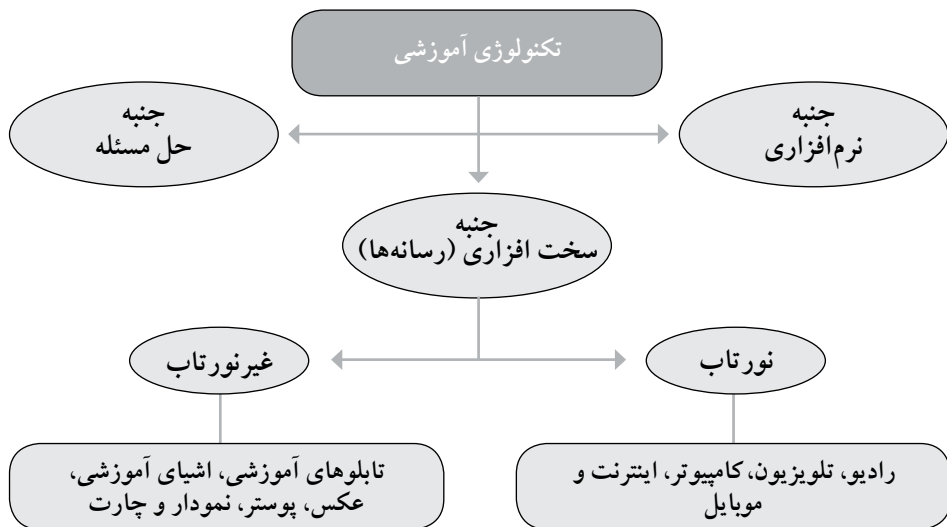 تکنولوژی آموزشی
جنبه
نرم‌افزاری
جنبه
حل مسئله
جنبه
سخت افزاری (رسانه‌ها)
نورتاب
غیرنورتاب
رادیو، تلویزیون، کامپیوتر، اینترنت و
موبایل
تابلوهای آموزشی، اشیای آموزشی،
عکس، پوستر، نمودار و چارت